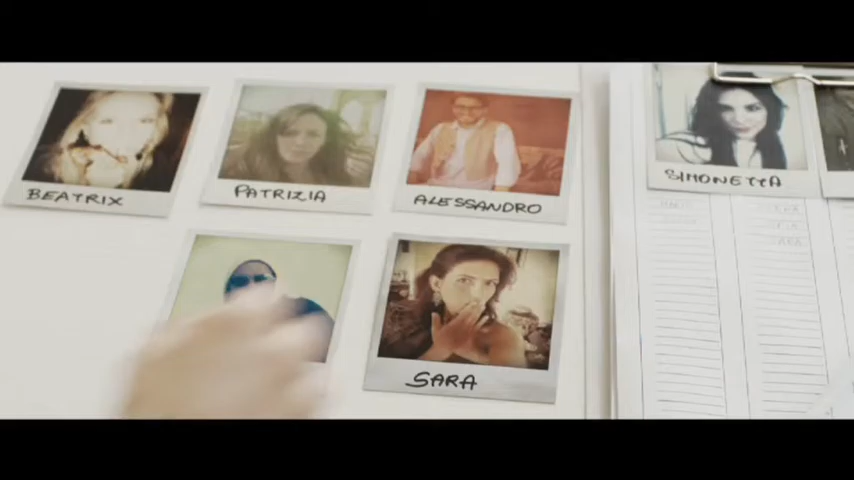 BEATRIX
PATRIZIA
ALESSANDRO
SIMONETTA
SARA